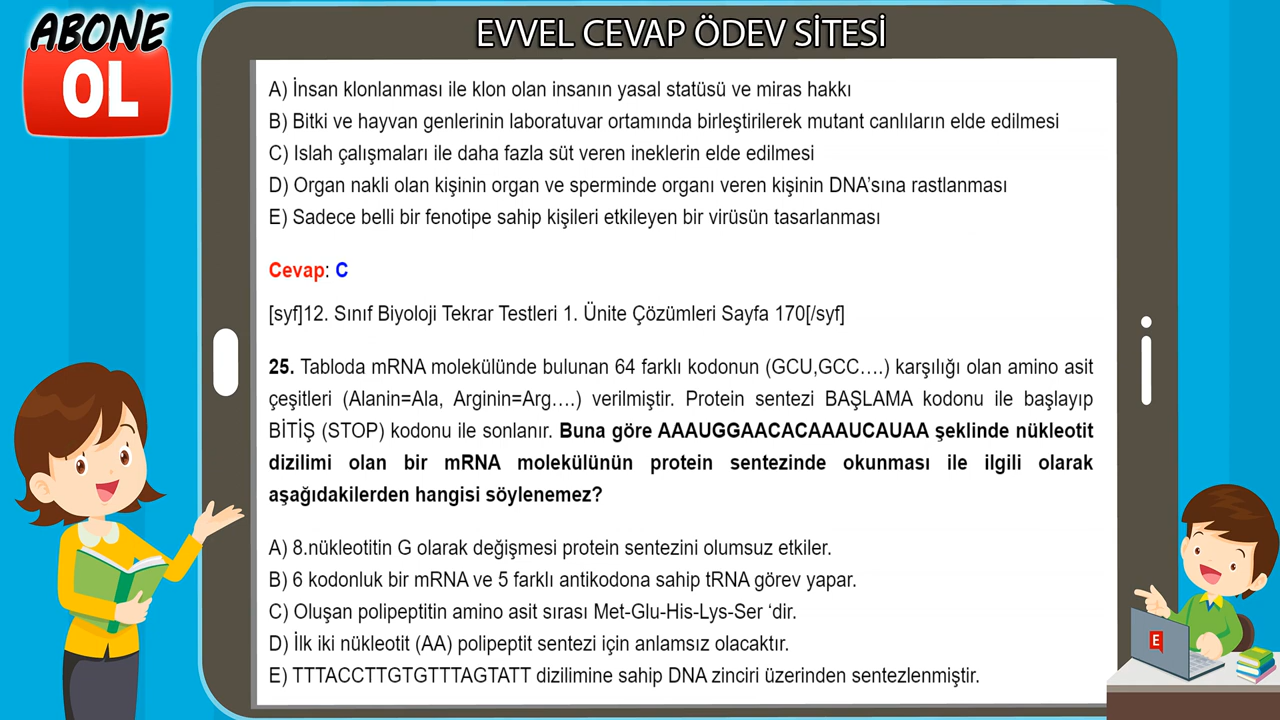 ABONE
OL
EVVEL CEVAP ÖDEV SİTESİ
A) İnsan klonlanması ile klon olan insanın yasal statüsü ve miras hakkı
B) Bitki ve hayvan genlerinin laboratuvar ortamında birleştirilerek mutant canlıların elde edilmesi
C) Islah çalışmaları ile daha fazla süt veren ineklerin elde edilmesi
D) Organ nakli olan kişinin organ ve sperminde organı veren kişinin DNA’sına rastlanması
E) Sadece belli bir fenotipe sahip kişileri etkileyen bir virüsün tasarlanması
Cevap: C
[syf]12. Sınıf Biyoloji Tekrar Testleri 1. Ünite Çözümleri Sayfa 170[/syf]
25. Tabloda mRNA molekülünde bulunan 64 farklı kodonun (GCU,GCC….) karşılığı olan amino asit
çeşitleri (Alanin=Ala, Arginin=Arg….) verilmiştir. Protein sentezi BAŞLAMA kodonu ile başlayıp
BİTİŞ (STOP) kodonu ile sonlanır. Buna göre AAAUGGAACACAAAUCAUAA şeklinde nükleotit
dizilimi olan bir mRNA molekülünün protein sentezinde okunması ile ilgili olarak
aşağıdakilerden hangisi söylenemez?
A) 8.nükleotitin G olarak değişmesi protein sentezini olumsuz etkiler.
B) 6 kodonluk bir mRNA ve 5 farklı antikodona sahip tRNA görev yapar.
C) Oluşan polipeptitin amino asit sırası Met-Glu-His-Lys-Ser ‘dir.
D) İlk iki nükleotit (AA) polipeptit sentezi için anlamsız olacaktır.
E) TTTACCTTGTGTTTAGTATT dizilimine sahip DNA zinciri üzerinden sentezlenmiştir.
E